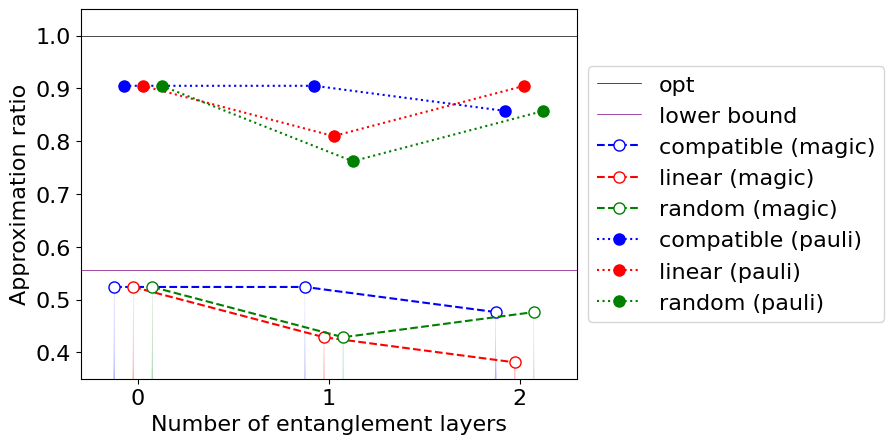 1.0
0.9
0.8
0.7
0.6
0.5
0.4
Approximation ratio
0
1
2
Number of entanglement layers
opt
lower bound
compatible (magic)
linear (magic)
random (magic)
compatible (pauli)
linear (pauli)
random (pauli)